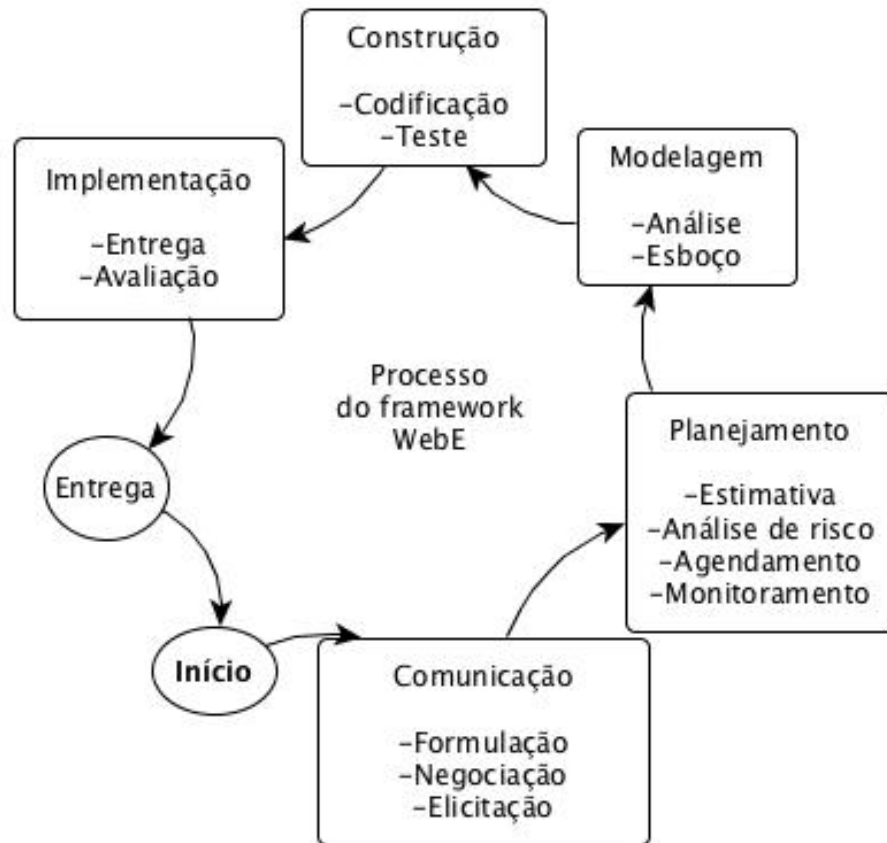 Construção
–Codificação
–Teste
Modelagem
–Análise
–Esboço
Implementação
–Entrega
–Avaliação
Processo
do framework
WebE
Planejamento
–Estimativa
–Análise de risco
–Agendamento
–Monitoramento
Entrega
Início
Comunicação
–Formulação
–Negociação
–Elicitação